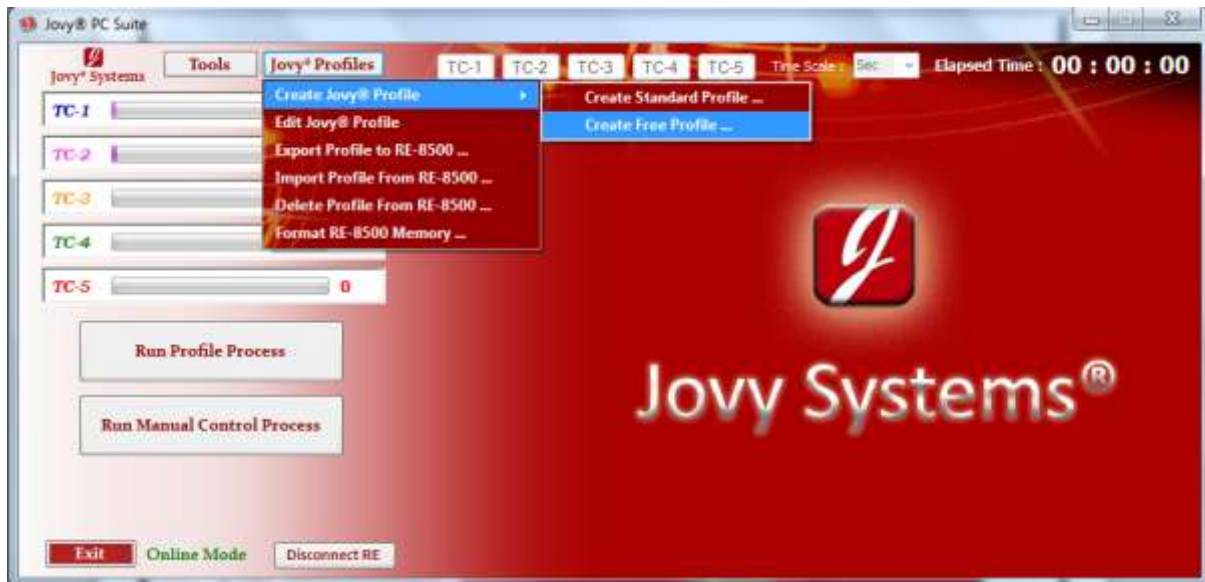 Jovy® PC Suite
Jovy® Systems
Tools
Jovy® Profiles
TC-1 TC-2 TC-3 TC-4 TC-5
Time Scale : Sec
Elapsed Time : 00 : 00 : 00
TC-1
TC-2
TC-3
TC-4
TC-5 0
Create Jovy® Profile
Edit Jovy® Profile
Export Profile to RE-8500 ...
Import Profile From RE-8500 ...
Delete Profile From RE-8500 ...
Format RE-8500 Memory ...
Create Standard Profile ...
Create Free Profile ...
Run Profile Process
Run Manual Control Process
Jovy Systems®
Exit Online Mode Disconnect RE